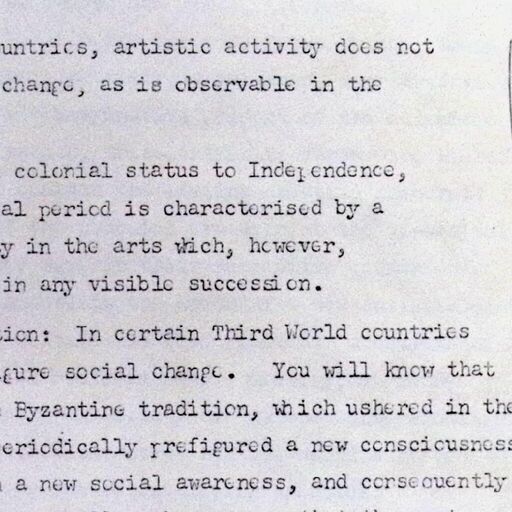 untries, artistic activity does not
change, as is observable in the
colonial status to Independence,
al period is characterised by a
y in the arts which, however,
in any visible succession.
tion: In certain Third World countries
gure social change. You will know that
Byzantine tradition, which ushered in the
eriodically prefigured a new consciousness
a new social awareness, and consequently